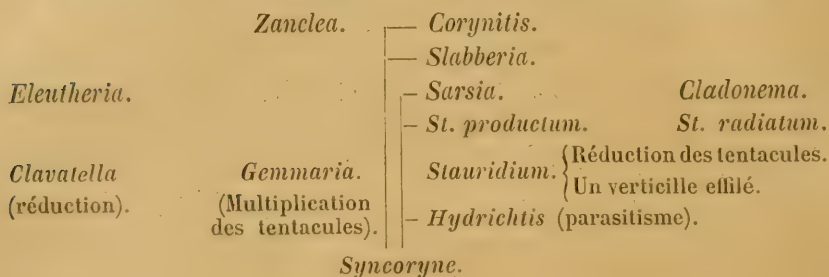 Zanclea. Corynitis.
Slabberia.
Eleutheria. Sarsia. Cladonema.
St. productum. St. radiatum.
Clavatella Gemmaria. Stauridium. {Réduction des tentacules.
(réduction). (Multiplication Un verticille effilé.
des tentacules). Hydrichtis (parasitisme).
Syncoryne.